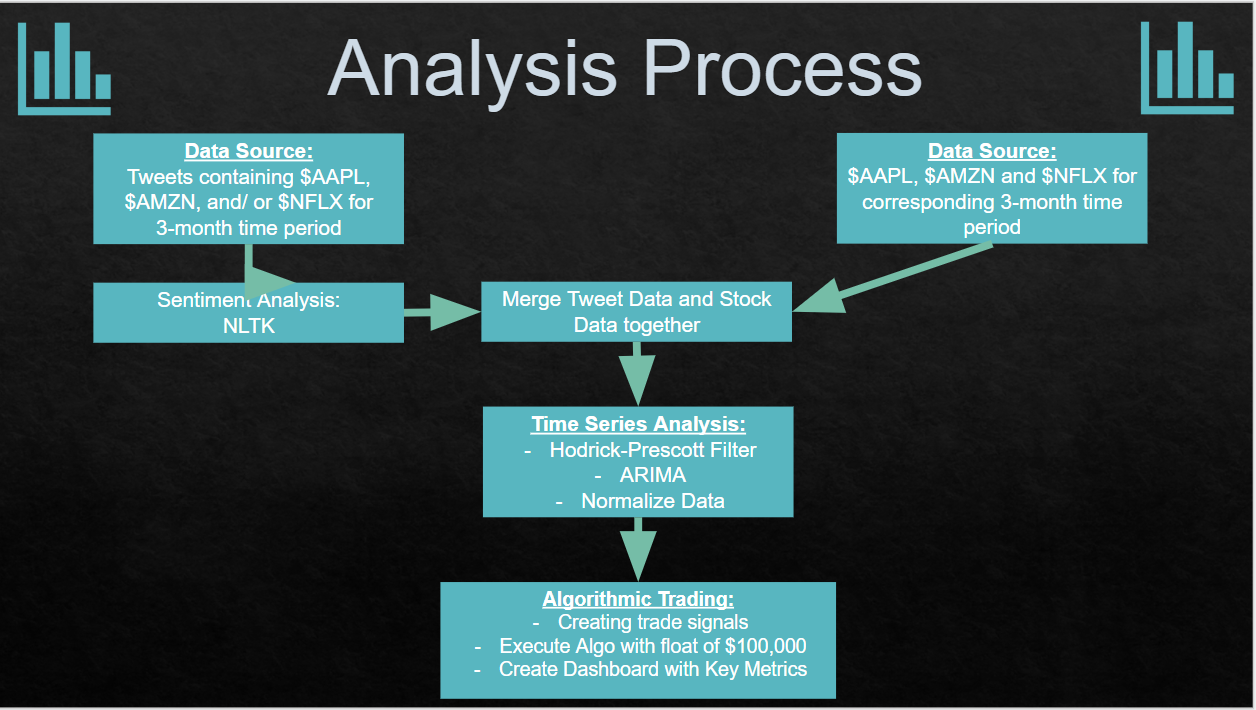 Analysis Process
Data Source:
Tweets containing $AAPL,
$AMZN, and/ or $NFLX for
3-month time period
Data Source:
$AAPL, $AMZN and $NFLX for
corresponding 3-month time
period
Sentiment Analysis:
NLTK
Merge Tweet Data and Stock
Data together
Time Series Analysis:
- Hodrick-Prescott Filter
- ARIMA
- Normalize Data
Algorithmic Trading:
- Creating trade signals
- Execute Algo with float of $100,000
- Create Dashboard with Key Metrics